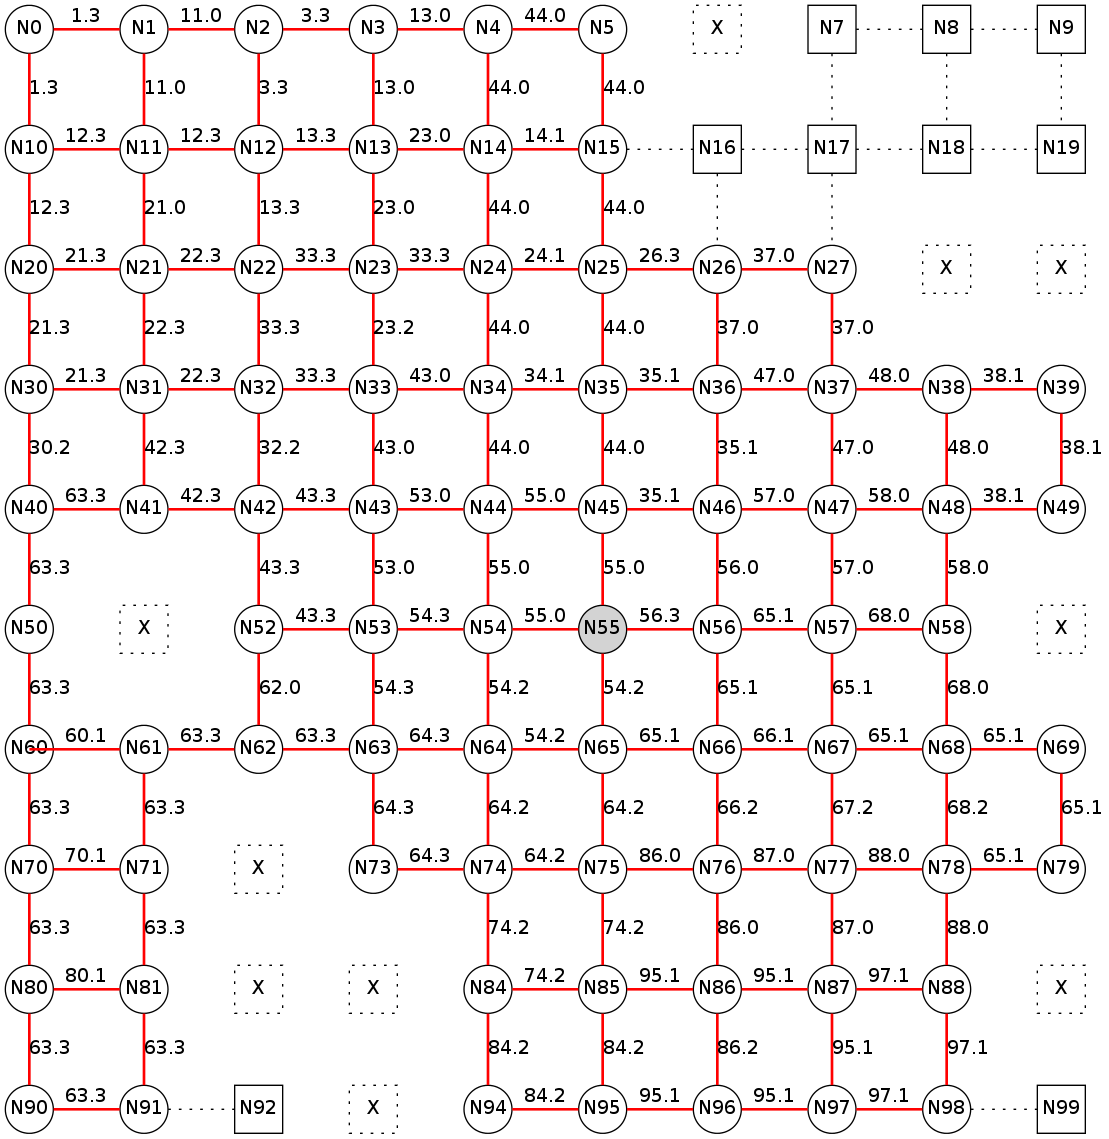 1.3 11.0 3.3 13.0 44.0
N0 N1 N2 N3 N4 N5 X N7 N8 N9
1.3 11.0 3.3 13.0 44.0 44.0
12.3 12.3 13.3 23.0 14.1
N10 N11 N12 N13 N14 N15 N16 N17 N18 N19
12.3 21.0 13.3 23.0 44.0 44.0
21.3 22.3 33.3 33.3 24.1 26.3 37.0
N20 N21 N22 N23 N24 N25 N26 N27 X X
21.3 22.3 33.3 23.2 44.0 44.0 37.0 37.0
21.3 22.3 33.3 43.0 34.1 35.1 47.0 48.0 38.1
N30 N31 N32 N33 N34 N35 N36 N37 N38 N39
30.2 42.3 32.2 43.0 44.0 44.0 35.1 47.0 48.0 38.1
63.3 42.3 43.3 53.0 55.0 35.1 57.0 58.0 38.1
N40 N41 N42 N43 N44 N45 N46 N47 N48 N49
63.3 43.3 53.0 55.0 55.0 56.0 57.0 58.0
43.3 54.3 55.0 56.3 65.1 68.0
N50 X N52 N53 N54 N55 N56 N57 N58 X
63.3 62.0 54.3 54.2 54.2 65.1 65.1 68.0
60.1 63.3 63.3 64.3 54.2 65.1 66.1 65.1 65.1
N60 N61 N62 N63 N64 N65 N66 N67 N68 N69
63.3 63.3 64.3 64.2 64.2 66.2 67.2 68.2 65.1
70.1 64.3 64.2 86.0 87.0 88.0 65.1
N70 N71 X N73 N74 N75 N76 N77 N78 N79
63.3 63.3 74.2 74.2 86.0 87.0 88.0
80.1 74.2 95.1 95.1 97.1
N80 N81 X X N84 N85 N86 N87 N88 X
63.3 63.3 84.2 84.2 86.2 95.1 97.1
63.3 84.2 95.1 95.1 97.1
N90 N91 N92 X N94 N95 N96 N97 N98 N99